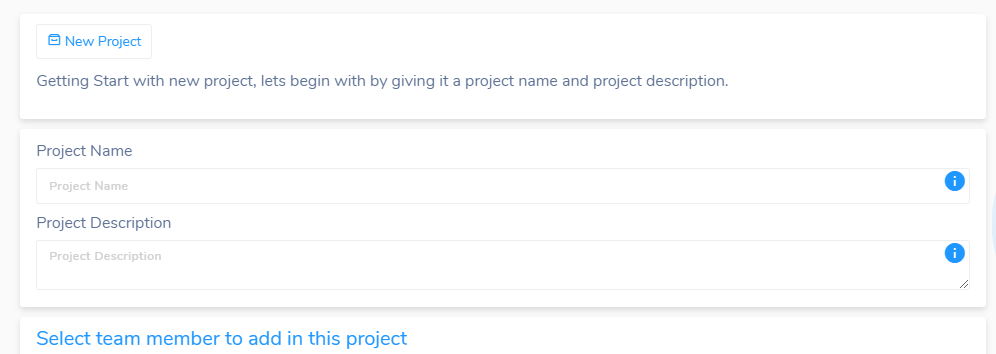 New Project
Getting Start with new project, lets begin with by giving it a project name and project description.
Project Name
Project Name
Project Description
Project Description
Select team member to add in this project